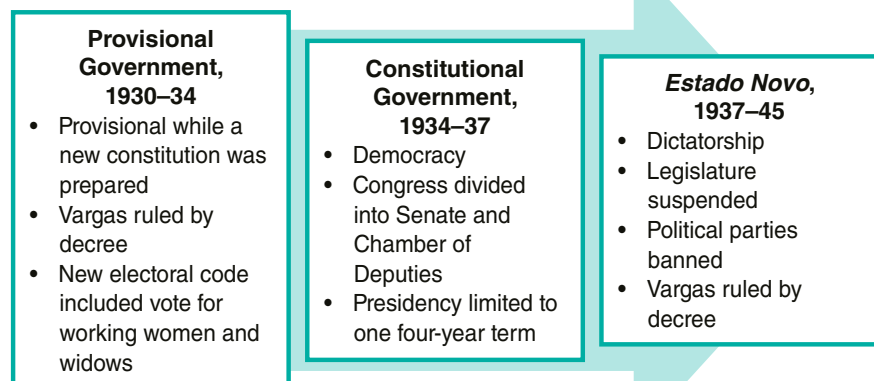 Provisional
Government,
1930–34
• Provisional while a
new constitution was
prepared
• Vargas ruled by
decree
• New electoral code
included vote for
working women and
widows
Constitutional
Government,
1934–37
• Democracy
• Congress divided
into Senate and
Chamber of
Deputies
• Presidency limited to
one four-year term
Estado Novo,
1937–45
• Dictatorship
• Legislature
suspended
• Political parties
banned
• Vargas ruled by
decree